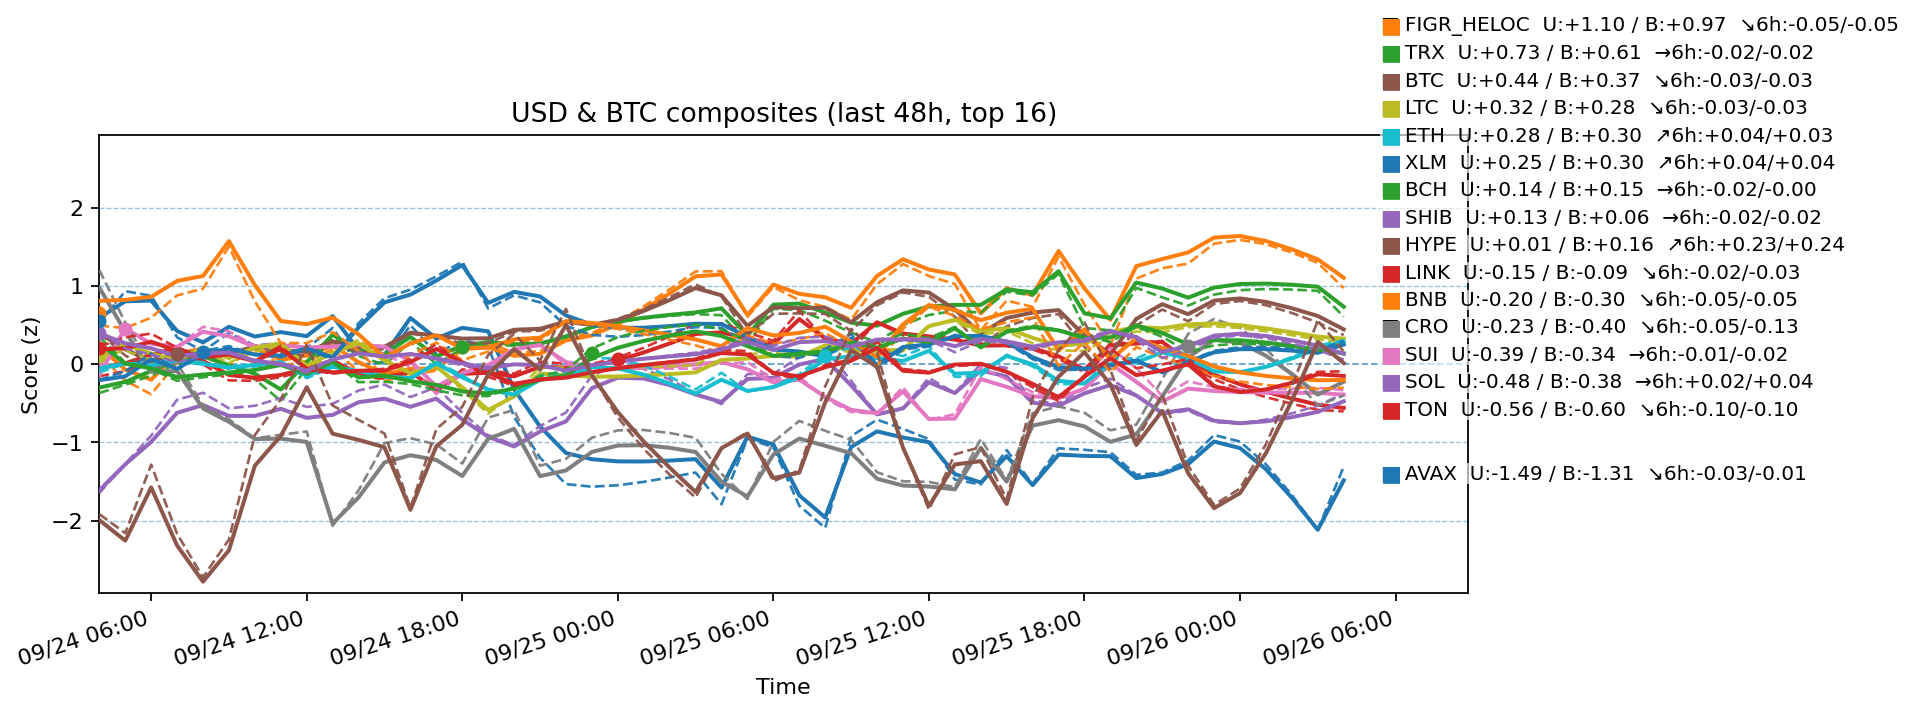 FIGR_HELOC U:+1.10 / B:+0.97 ↘6h:-0.05/-0.05
TRX U:+0.73 / B:+0.61 →6h:-0.02/-0.02
BTC U:+0.44 / B:+0.37 ↘6h:-0.03/-0.03
LTC U:+0.32 / B:+0.28 ↘6h:-0.03/-0.03
ETH U:+0.28 / B:+0.30 ↗6h:+0.04/+0.03
XLM U:+0.25 / B:+0.30 ↗6h:+0.04/+0.04
BCH U:+0.14 / B:+0.15 →6h:-0.02/-0.00
SHIB U:+0.13 / B:+0.06 →6h:-0.02/-0.02
HYPE U:+0.01 / B:+0.16 ↗6h:+0.23/+0.24
LINK U:-0.15 / B:-0.09 ↘6h:-0.02/-0.03
BNB U:-0.20 / B:-0.30 ↘6h:-0.05/-0.05
CRO U:-0.23 / B:-0.40 ↘6h:-0.05/-0.13
SUI U:-0.39 / B:-0.34 →6h:-0.01/-0.02
SOL U:-0.48 / B:-0.38 →6h:+0.02/+0.04
TON U:-0.56 / B:-0.60 ↘6h:-0.10/-0.10
AVAX U:-1.49 / B:-1.31 ↘6h:-0.03/-0.01
USD & BTC composites (last 48h, top 16)
Score (z)
2
1
0
−1
−2
09/24 06:00
09/24 12:00
09/24 18:00
09/25 00:00
09/25 06:00
09/25 12:00
09/25 18:00
09/26 00:00
09/26 06:00
Time